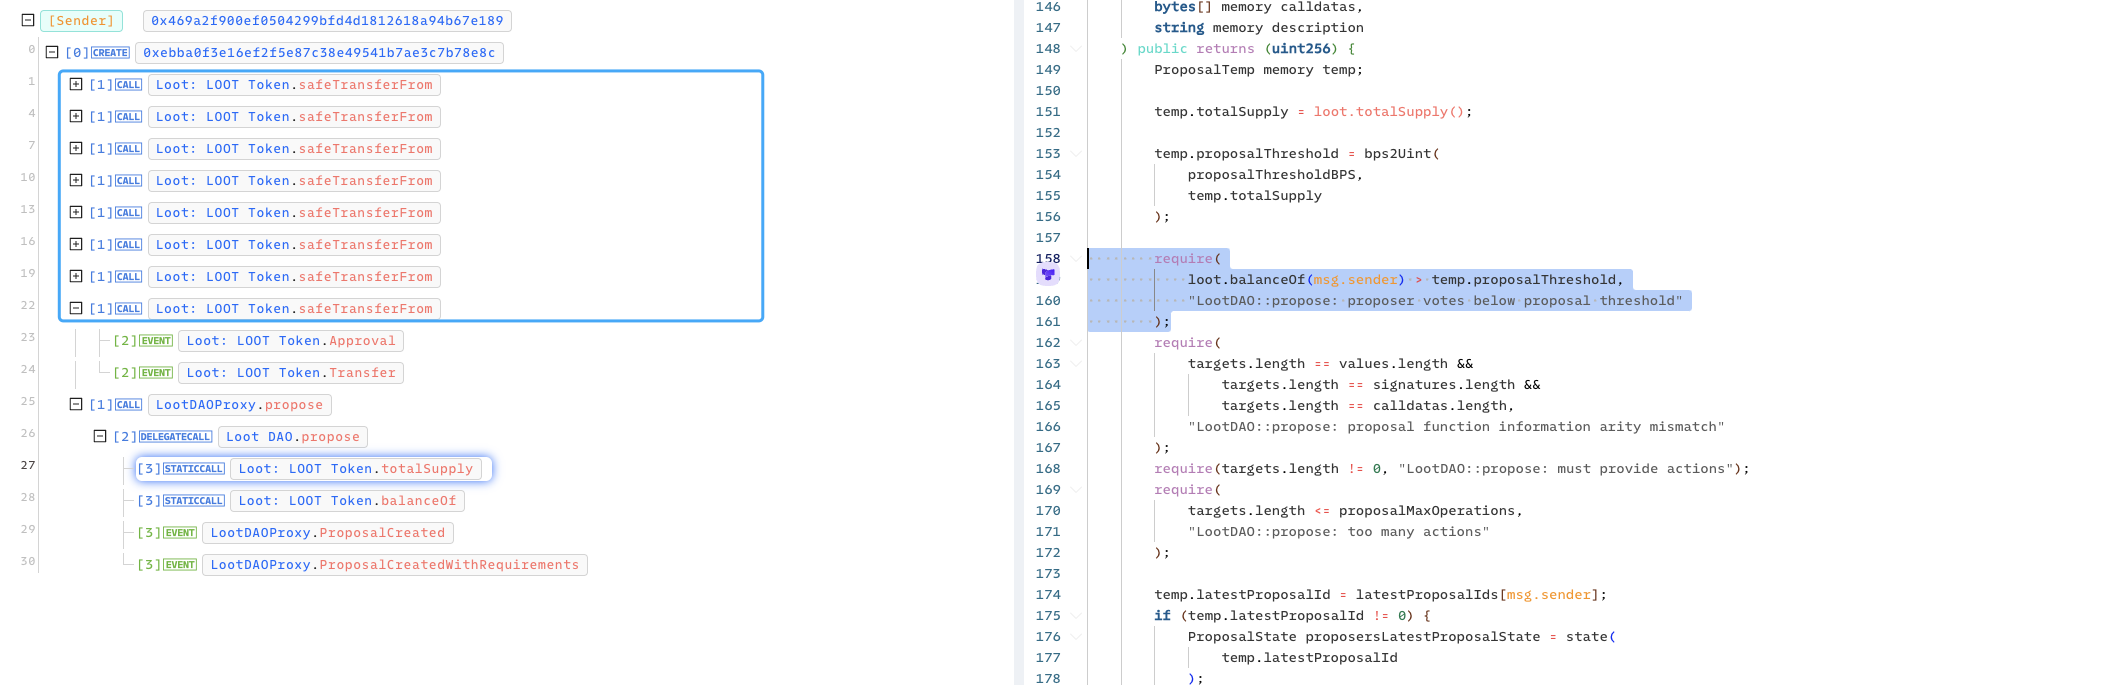 [Sender] 0x469a2f900ef0504299bfd4d1812618a94b67e189
0 [0]CREATE 0xebba0f3e16ef2f5e87c38e49541b7ae3c7b78e8c
1 [1]CALL Loot: LOOT Token.safeTransferFrom
4 [1]CALL Loot: LOOT Token.safeTransferFrom
7 [1]CALL Loot: LOOT Token.safeTransferFrom
10 [1]CALL Loot: LOOT Token.safeTransferFrom
13 [1]CALL Loot: LOOT Token.safeTransferFrom
16 [1]CALL Loot: LOOT Token.safeTransferFrom
19 [1]CALL Loot: LOOT Token.safeTransferFrom
22 [1]CALL Loot: LOOT Token.safeTransferFrom
23 [2]EVENT Loot: LOOT Token.Approval
24 [2]EVENT Loot: LOOT Token.Transfer
25 [1]CALL LootDAOProxy.propose
26 [2]DELEGATECALL Loot DAO.propose
27 [3]STATICCALL Loot: LOOT Token.totalSupply
28 [3]STATICCALL Loot: LOOT Token.balanceOf
29 [3]EVENT LootDAOProxy.ProposalCreated
30 [3]EVENT LootDAOProxy.ProposalCreatedWithRequirements
146 bytes[] memory calldatas,
147 string memory description
148 ) public returns (uint256) {
149 ProposalTemp memory temp;
150
151 temp.totalSupply = loot.totalSupply();
152
153 temp.proposalThreshold = bps2Uint(
154 proposalThresholdBPS,
155 temp.totalSupply
156 );
157
158 require(
loot.balanceOf(msg.sender) > temp.proposalThreshold,
160 "LootDAO::propose: proposer votes below proposal threshold"
161 );
162 require(
163 targets.length == values.length &&
164 targets.length == signatures.length &&
165 targets.length == calldatas.length,
166 "LootDAO::propose: proposal function information arity mismatch"
167 );
168 require(targets.length != 0, "LootDAO::propose: must provide actions");
169 require(
170 targets.length <= proposalMaxOperations,
171 "LootDAO::propose: too many actions"
172 );
173
174 temp.latestProposalId = latestProposalIds[msg.sender];
175 if (temp.latestProposalId != 0) {
176 ProposalState proposersLatestProposalState = state(
177 temp.latestProposalId
178 );